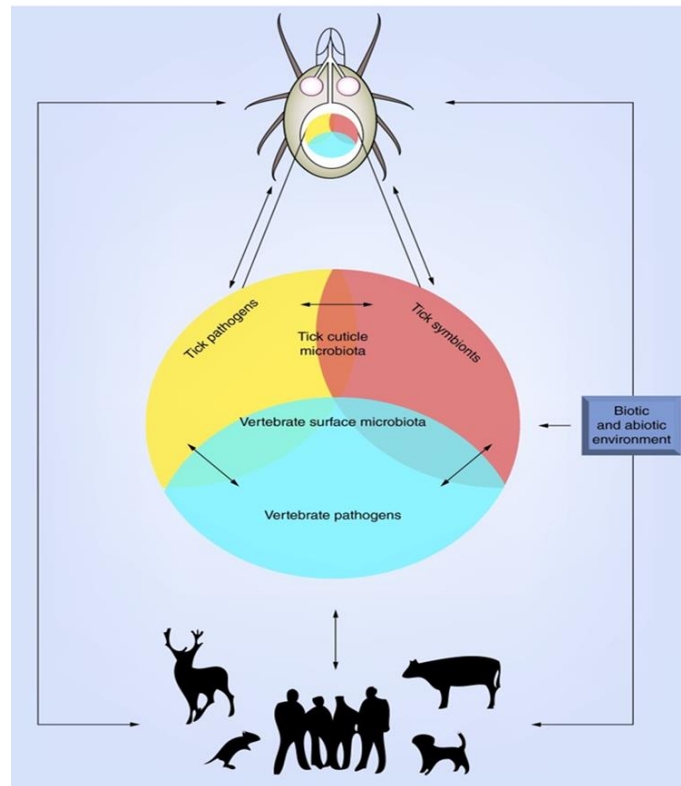 Tick pathogens
Tick symbionts
Tick cuticle
microbiota
Vertebrate surface microbiota
Biotic
and abiotic
environment
Vertebrate pathogens